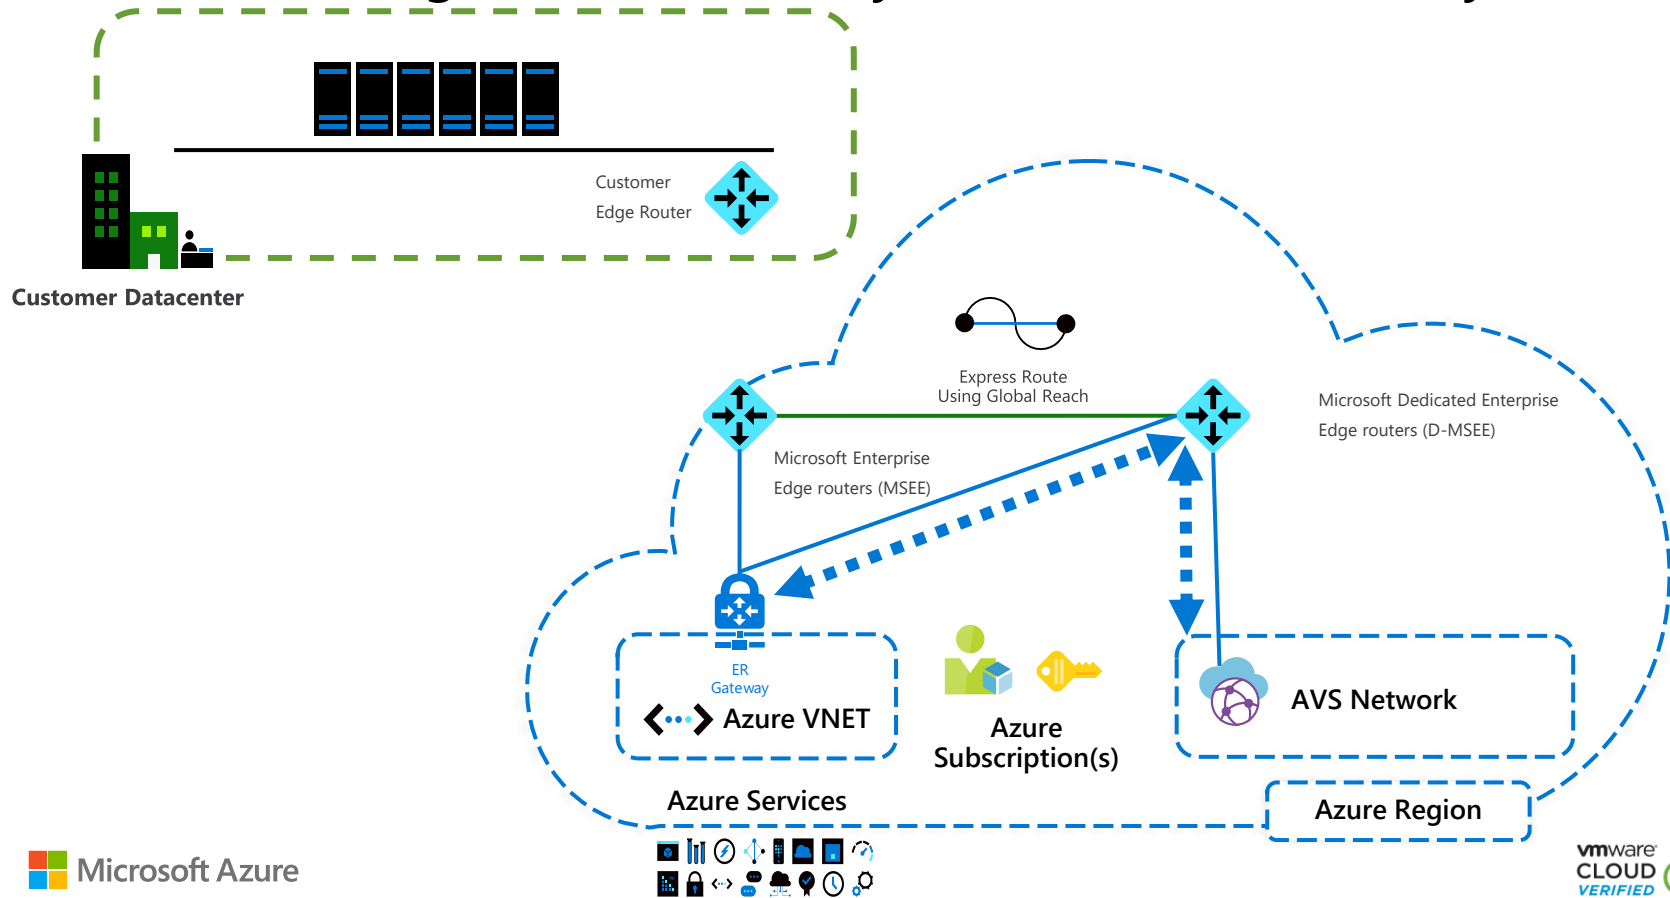 Customer
Edge Router
Customer Datacenter
Express Route
Using Global Reach
Microsoft Dedicated Enterprise
Edge routers (D-MSEE)
Microsoft Enterprise
Edge routers (MSEE)
ER
Gateway
Azure VNET
AVS Network
Azure
Subscription(s)
Azure Services
Azure Region
Microsoft Azure
vmware
CLOUD
VERIFIED